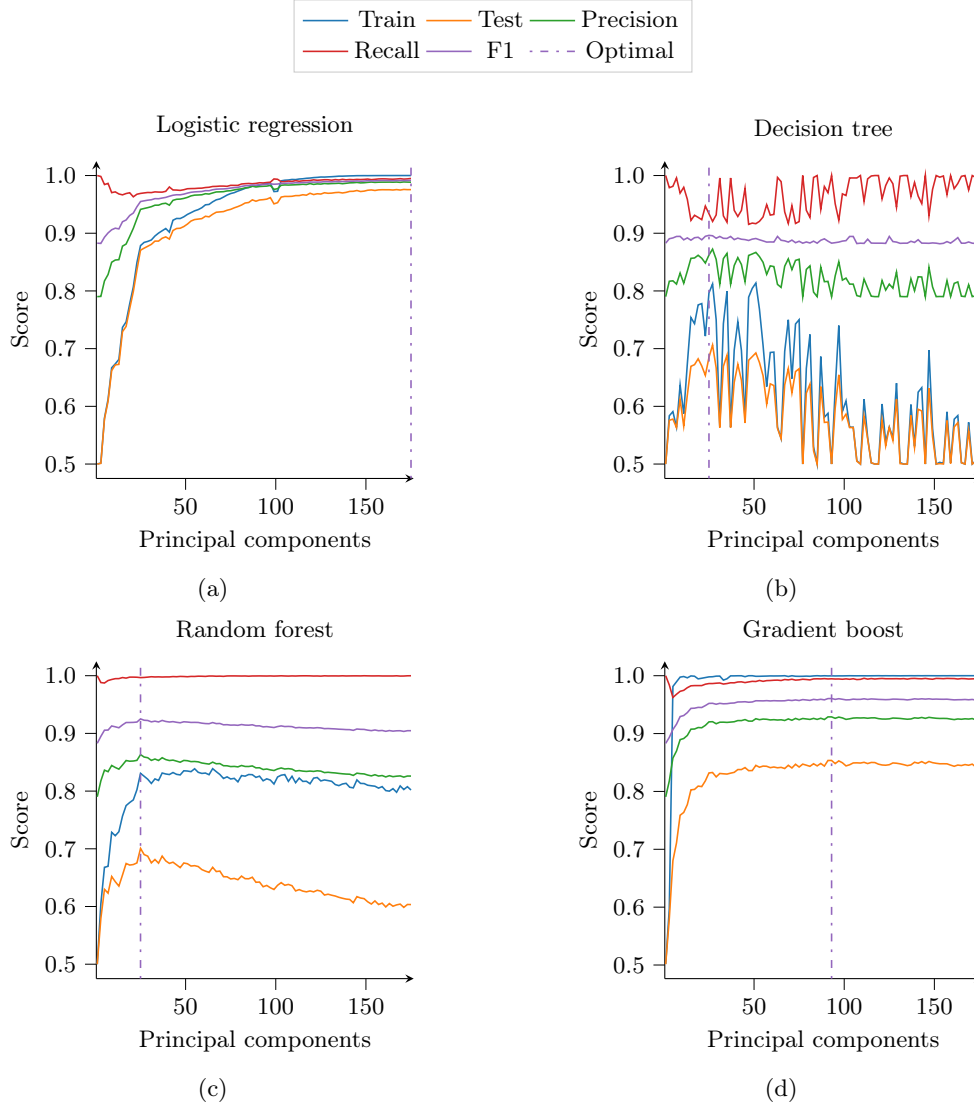 Train Test Precision
Recall F1 Optimal
Logistic regression
1.0
0.9
0.8
0.7
0.6
0.5
Score
50 100 150
Principal components
(a)
Decision tree
1.0
0.9
0.8
0.7
0.6
0.5
Score
50 100 150
Principal components
(b)
Random forest
1.0
0.9
0.8
0.7
0.6
0.5
Score
50 100 150
Principal components
(c)
Gradient boost
1.0
0.9
0.8
0.7
0.6
0.5
Score
50 100 150
Principal components
(d)